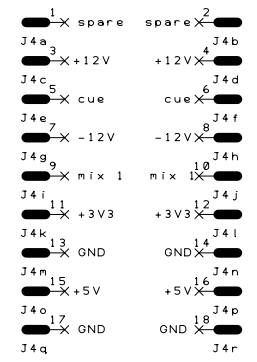 1 spare spare 2
J4a J4b
3 +12V +12V 4
J4c J4d
5 cue cue 6
J4e J4f
7 -12V -12V 8
J4g J4h
9 mix 1 mix 1 10
J4i J4j
11 +3V3 +3V3 12
J4k J4l
13 GND GND 14
J4m J4n
15 +5V +5V 16
J4o J4p
17 GND GND 18
J4q J4r